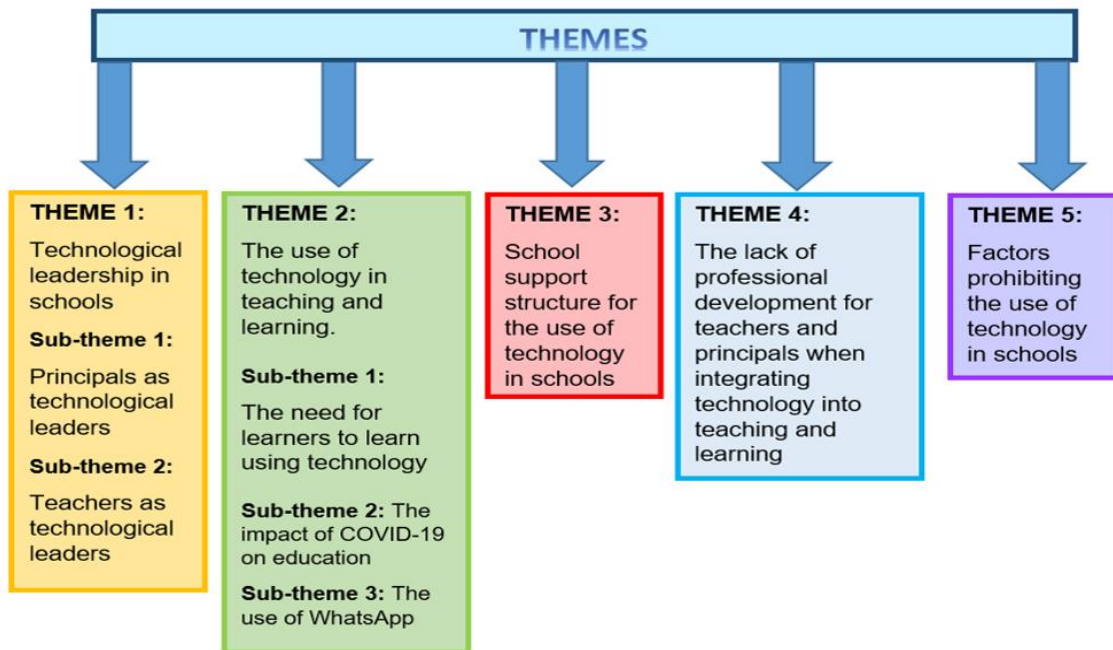 THEMES
THEME 1:
Technological
leadership in
schools
Sub-theme 1:
Principals as
technological
leaders
Sub-theme 2:
Teachers as
technological
leaders
THEME 2:
The use of
technology in
teaching and
learning.
Sub-theme 1:
The need for
learners to learn
using technology
Sub-theme 2: The
impact of COVID-19
on education
Sub-theme 3: The
use of WhatsApp
THEME 3:
School
support
structure for
the use of
technology
in schools
THEME 4:
The lack of
professional
development for
teachers and
principals when
integrating
technology into
teaching and
learning
THEME 5:
Factors
prohibiting
the use of
technology
in schools